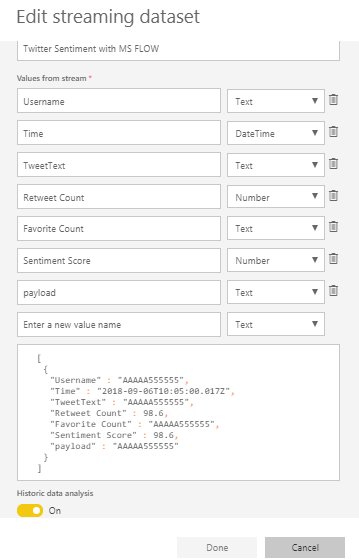 Edit streaming dataset
Twitter Sentiment with MS FLOW
Values from stream *
Username Text
Time DateTime
TweetText Text
Retweet Count Number
Favorite Count Text
Sentiment Score Number
payload Text
Enter a new value name Text
[
{
"Username" : "AAAAA555555",
"Time" : "2018-09-06T10:05:00.017Z",
"TweetText" : "AAAAA555555",
"Retweet Count" : 98.6,
"Favorite Count" : "AAAAA555555",
"Sentiment Score" : 98.6,
"payload" : "AAAAA555555"
}
]
Historic data analysis
On
Done Cancel